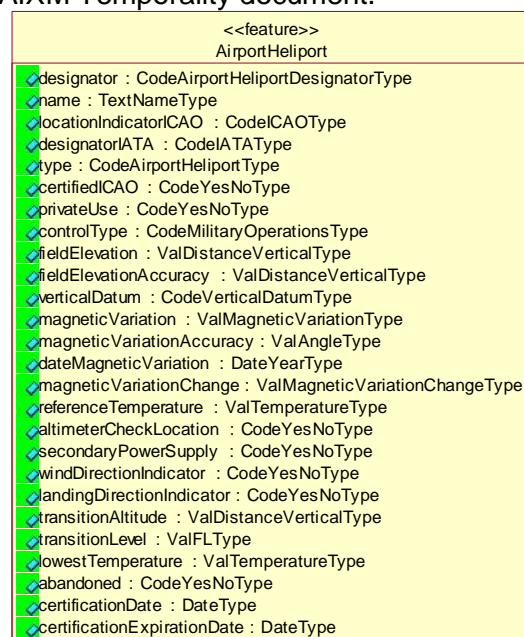 AIXM Temporality document.
<<feature>>
AirportHeliport
designator : CodeAirportHeliportDesignatorType
name : TextNameType
locationIndicatorICAO : CodeICAOType
designatorIATA : CodeIATAType
type : CodeAirportHeliportType
certifiedICAO : CodeYesNoType
privateUse : CodeYesNoType
controlType : CodeMilitaryOperationsType
fieldElevation : ValDistanceVerticalType
fieldElevationAccuracy : ValDistanceVerticalType
verticalDatum : CodeVerticalDatumType
magneticVariation : ValMagneticVariationType
magneticVariationAccuracy : ValAngleType
dateMagneticVariation : DateYearType
magneticVariationChange : ValMagneticVariationChangeType
referenceTemperature : ValTemperatureType
altimeterCheckLocation : CodeYesNoType
secondaryPowerSupply : CodeYesNoType
windDirectionIndicator : CodeYesNoType
landingDirectionIndicator : CodeYesNoType
transitionAltitude : ValDistanceVerticalType
transitionLevel : ValFLType
lowestTemperature : ValTemperatureType
abandoned : CodeYesNoType
certificationDate : DateType
certificationExpirationDate : DateType